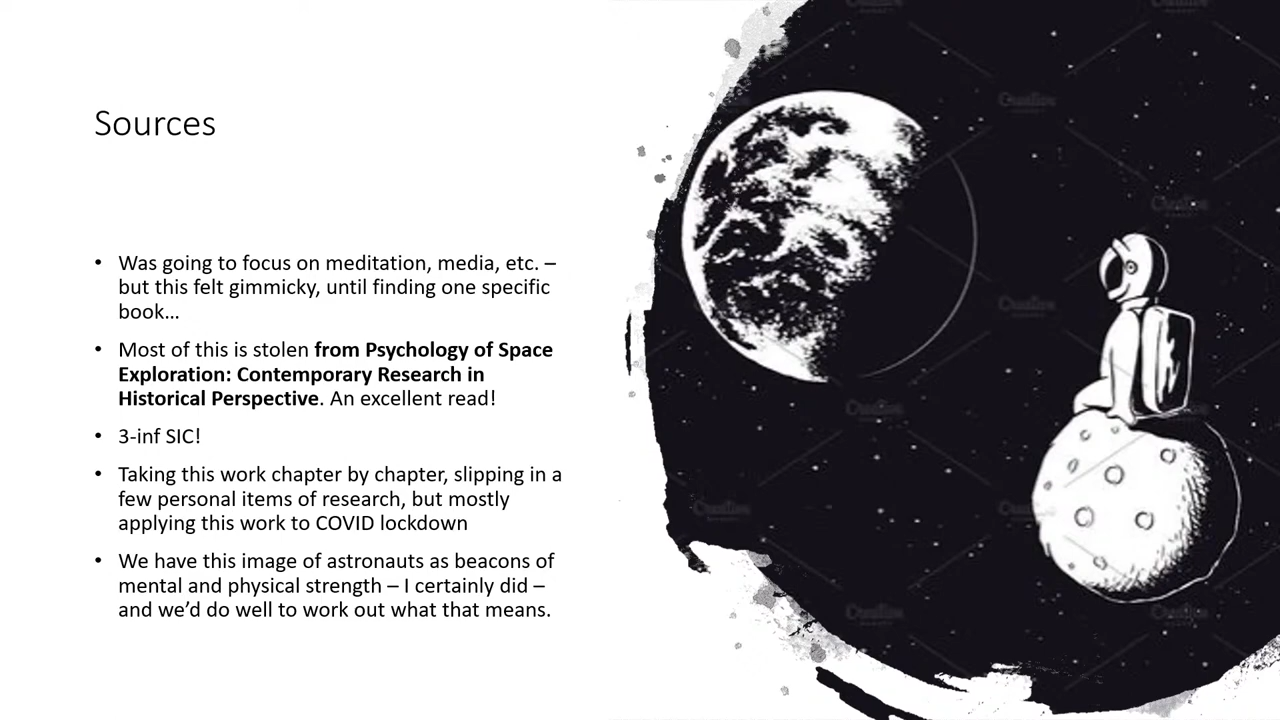 Sources
• Was going to focus on meditation, media, etc. –
but this felt gimmicky, until finding one specific
book…
• Most of this is stolen from Psychology of Space
Exploration: Contemporary Research in
Historical Perspective. An excellent read!
• 3-inf SIC!
• Taking this work chapter by chapter, slipping in a
few personal items of research, but mostly
applying this work to COVID lockdown
• We have this image of astronauts as beacons of
mental and physical strength – I certainly did –
and we’d do well to work out what that means.